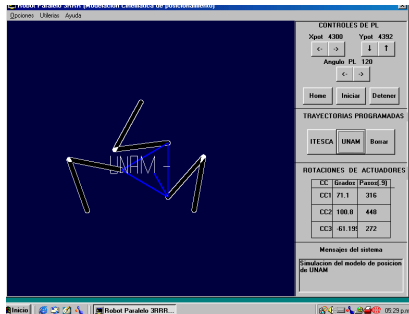 Robot Paralelo 3RRR [Modelación Cinemática de posicionamiento]
Opciones Utilerías Ayuda
CONTROLES DE PL
Xpot 4300 Ypot 4392
<- -> ↓ ↑
Angulo PL 120
<- ->
Home Iniciar Detener
TRAYECTORIAS PROGRAMADAS
ITESCA UNAM Borrar
ROTACIONES DE ACTUADORES
CC Grados Pasos(.9)
CC1 71.1 316
CC2 100.8 448
CC3 -61.199 272
Mensajes del sistema
Simulacion del modelo de posicion
de UNAM
UNAM -
Inicio Robot Paralelo 3RRR... 05:29 p.m